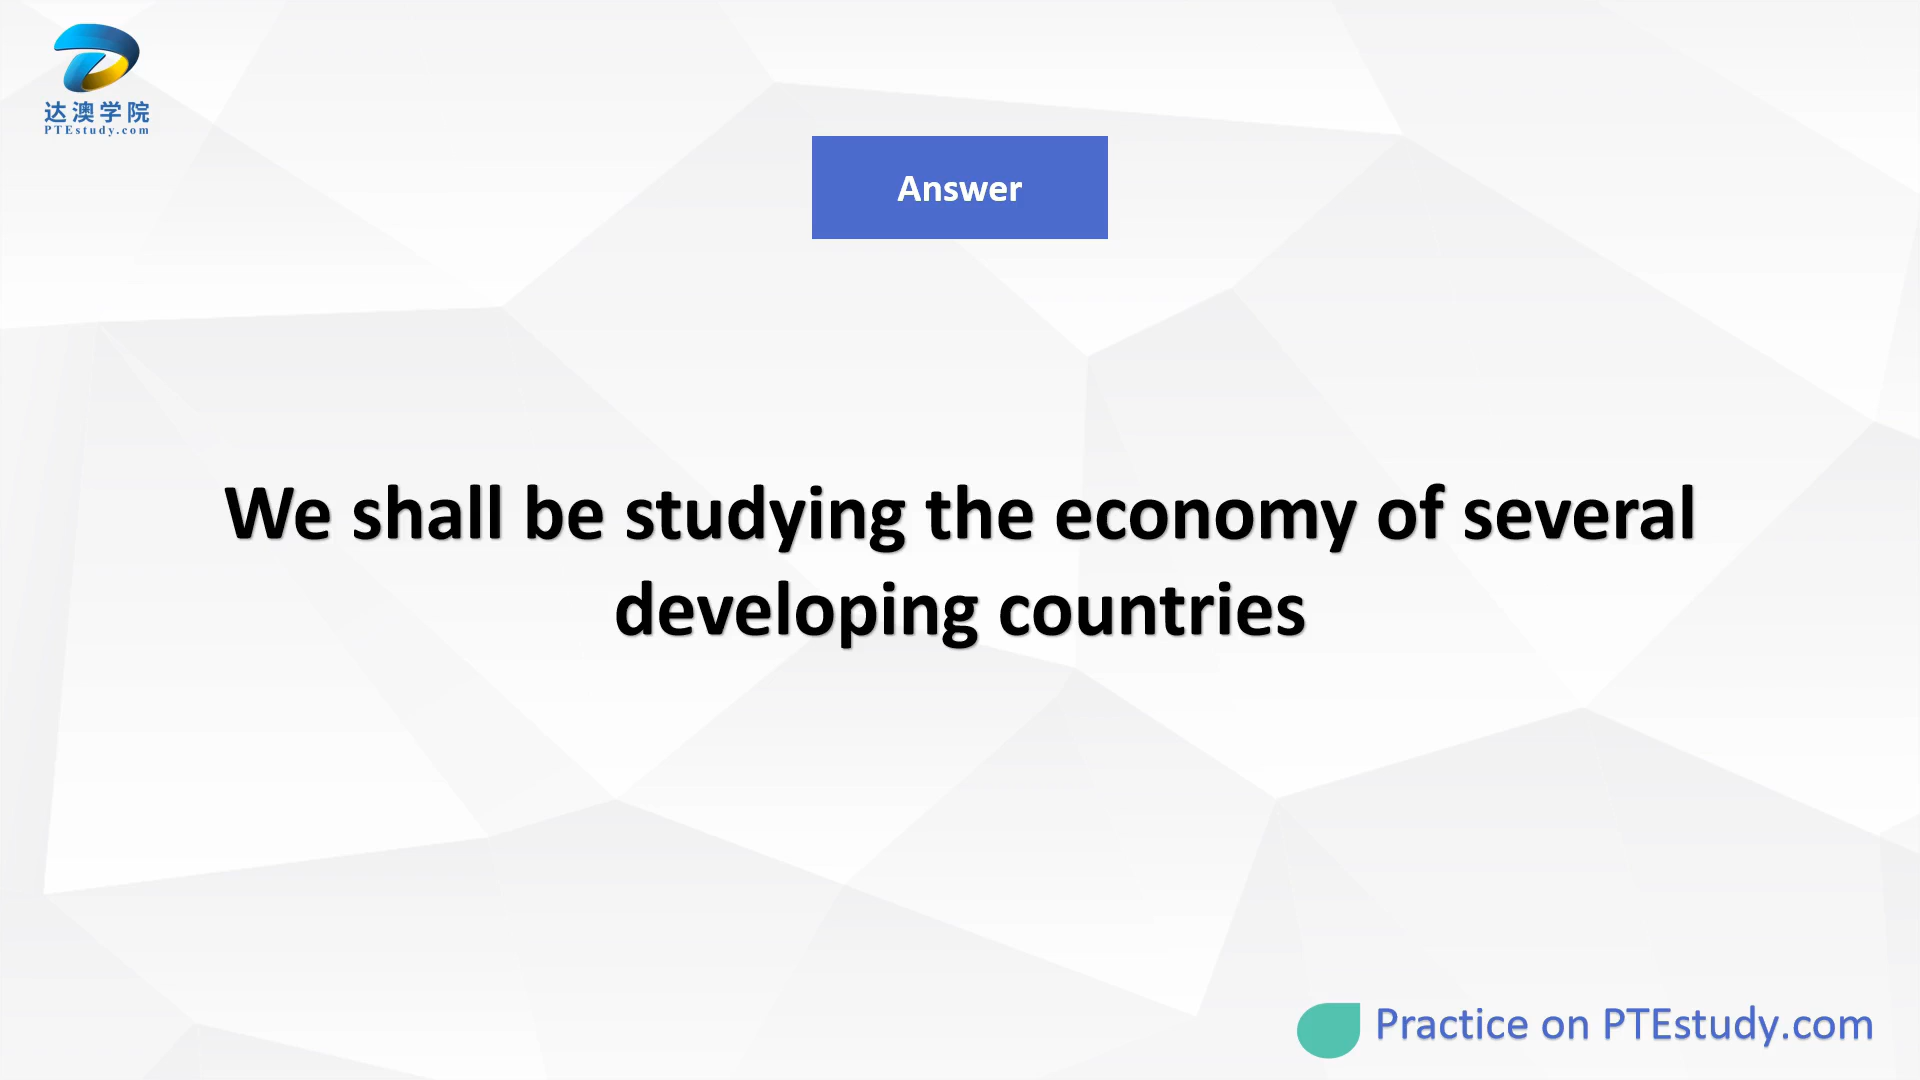 达澳学院
PTEstudy.com
Answer
We shall be studying the economy of several
developing countries
Practice on PTEstudy.com